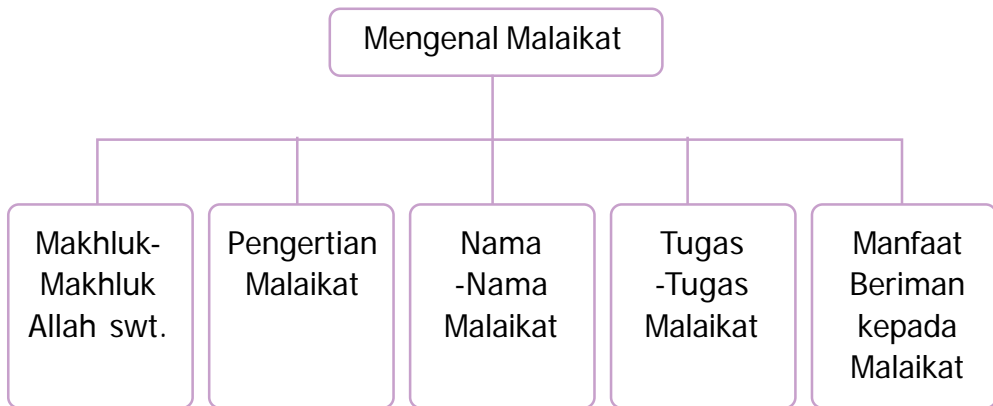 Mengenal Malaikat
Makhluk-
Makhluk
Allah swt.
Pengertian
Malaikat
Nama
-Nama
Malaikat
Tugas
-Tugas
Malaikat
Manfaat
Beriman
kepada
Malaikat